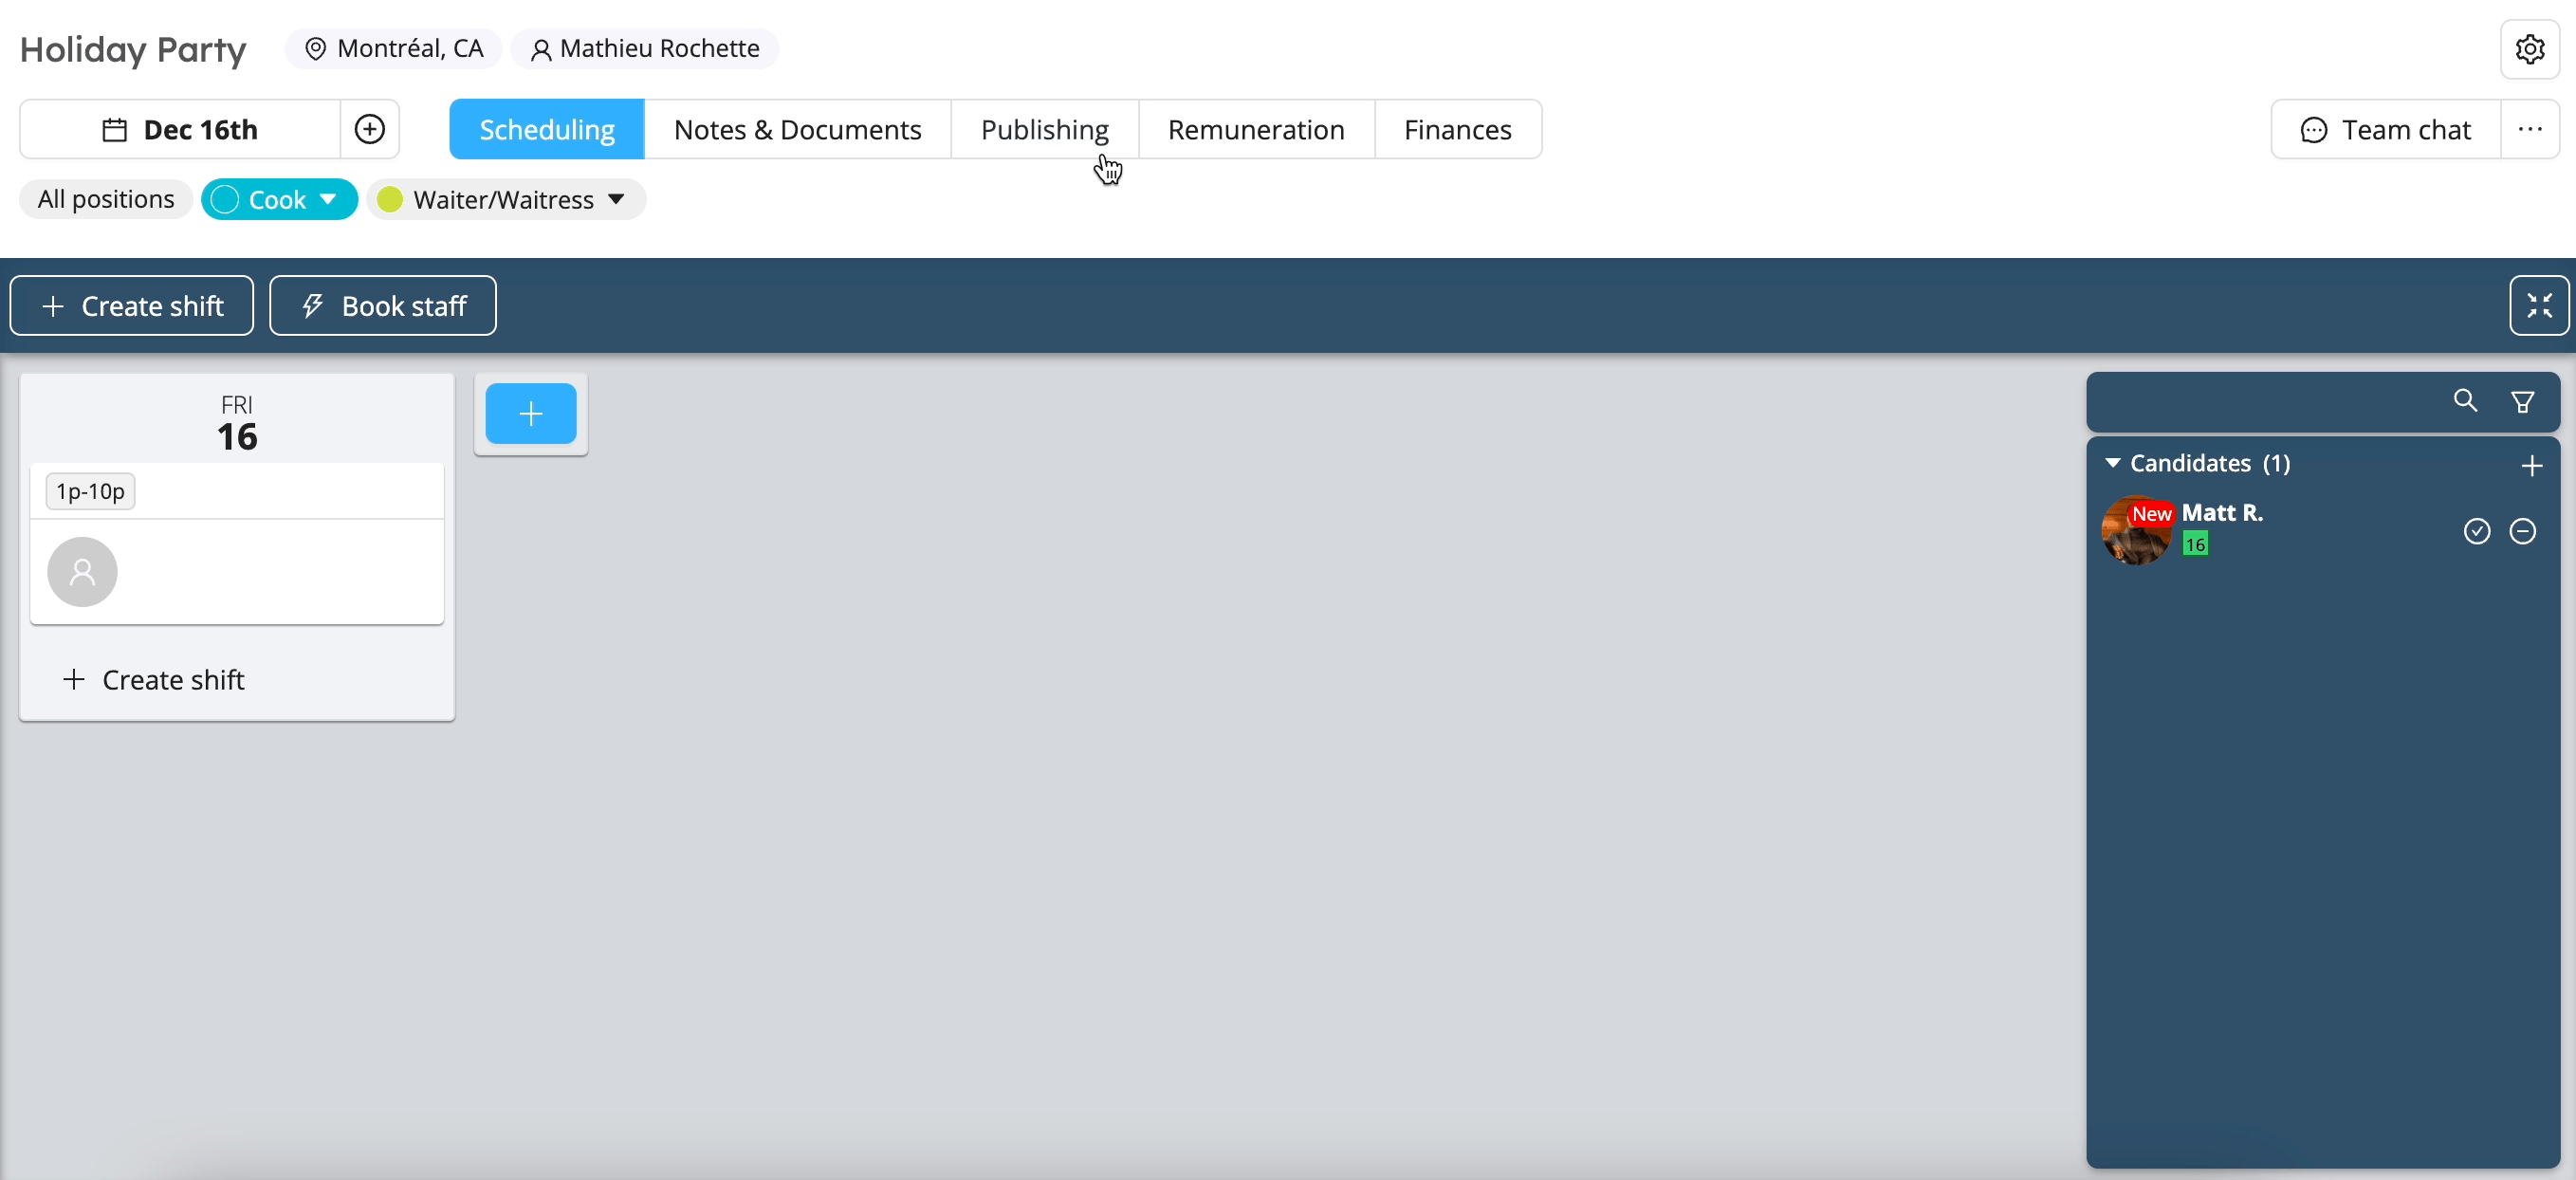 Holiday Party
Montréal, CA
Mathieu Rochette
Dec 16th
Scheduling
Notes & Documents
Publishing
Remuneration
Finances
Team chat
All positions
Cook
Waiter/Waitress
Create shift
Book staff
FRI
16
1p-10p
Create shift
Candidates (1)
New
Matt R.
16